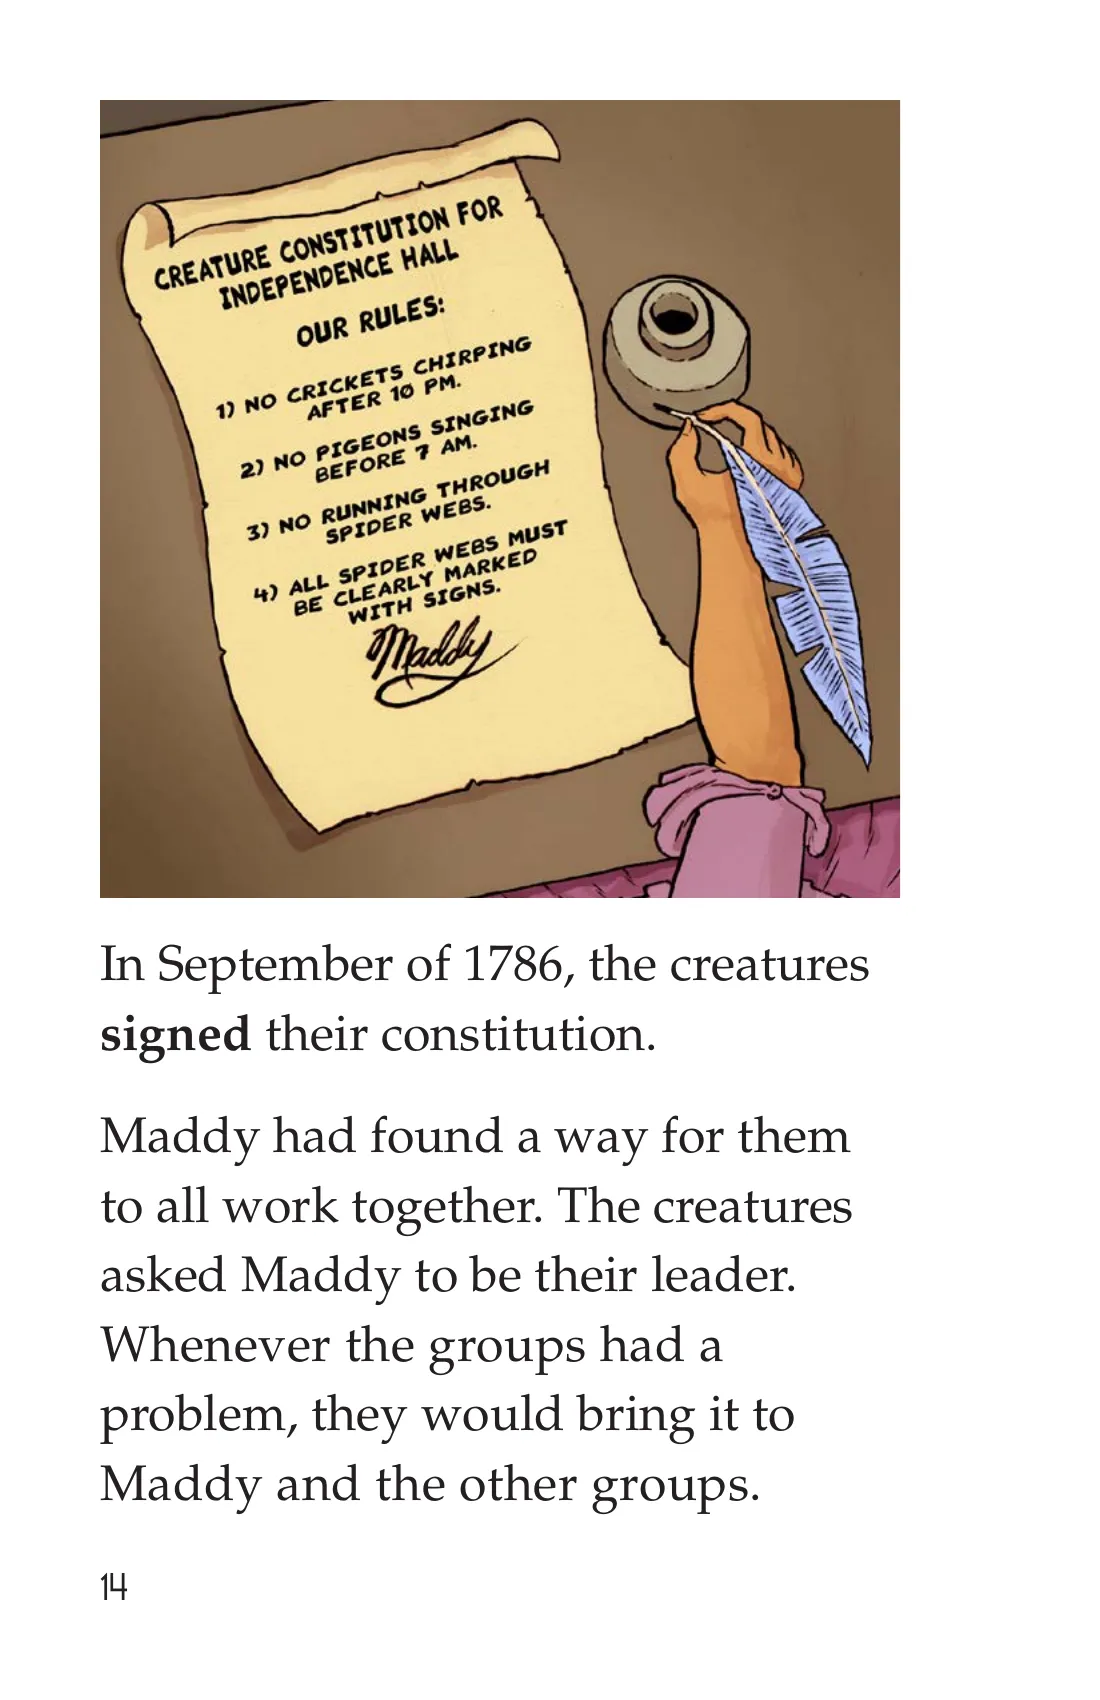 CREATURE CONSTITUTION FOR
INDEPENDENCE HALL
OUR RULES:
1) NO CRICKETS CHIRPING
AFTER 10 PM.
2) NO PIGEONS SINGING
BEFORE 7 AM.
3) NO RUNNING THROUGH
SPIDER WEBS.
4) ALL SPIDER WEBS MUST
BE CLEARLY MARKED
WITH SIGNS.
Maddy
In September of 1786, the creatures
signed their constitution.
Maddy had found a way for them
to all work together. The creatures
asked Maddy to be their leader.
Whenever the groups had a
problem, they would bring it to
Maddy and the other groups.
14